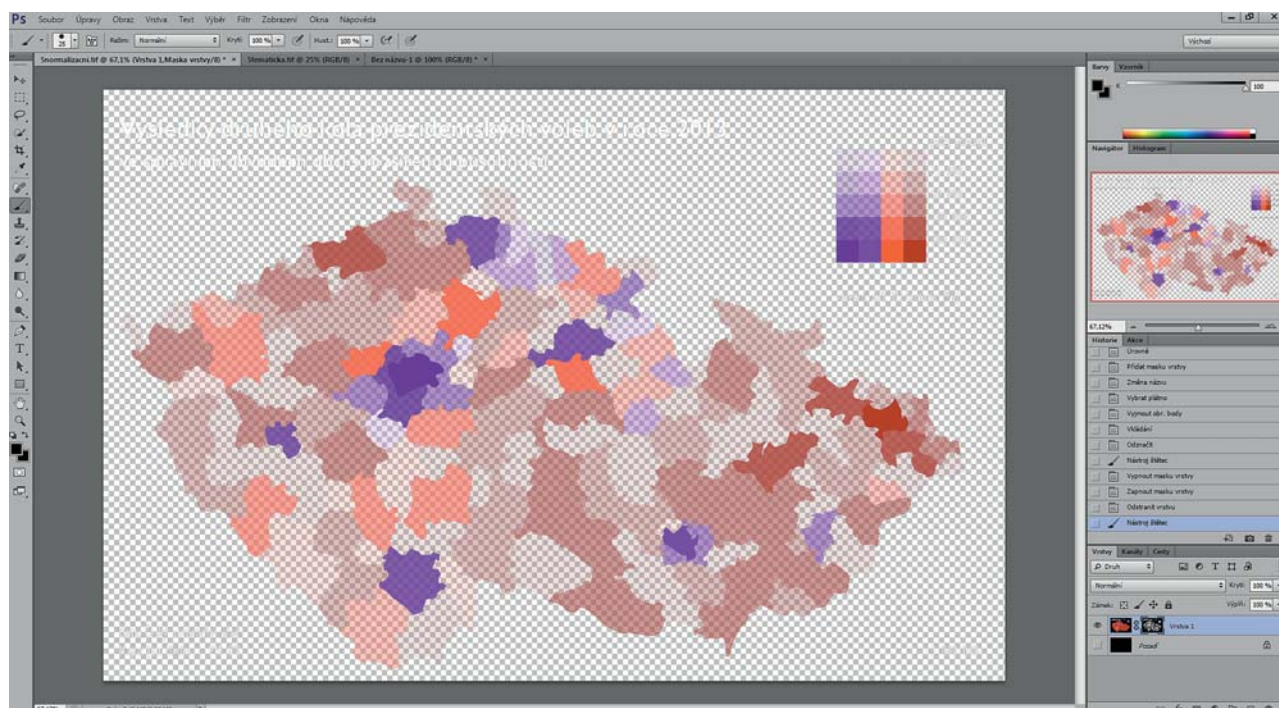 Ps Soubor Úpravy Obraz Vrstva Text Výběr Filtr Zobrazení Okna Nápověda
25 Režim: Normální Krytí: 100 % Hust.: 100 % Výchozí
Snormalizacni.tif @ 67,1% (Vrstva 1,Maska vrstvy/8) * × Stematicka.tif @ 25% (RGB/8) × Bez názvu-1 @ 100% (RGB/8) * ×
Barvy Vzorník
K 100
Výsledky druhého kola prezidentských voleb v roce
Navigátor Histogram
67,12%
Historie Akce
Úrovně
Přidat masku vrstvy
Změna názvu
Vybrat plátno
Vyjmout obr. body
Vkládání
Odznačit
Nástroj štětec
Vypnout masku vrstvy
Zapnout masku vrstvy
Odstranit vrstvu
Nástroj štětec
Vrstvy Kanály Cesty
Druh
Normální Krytí: 100 %
Zámek: Výplň: 100 %
Vrstva 1
Pozadí